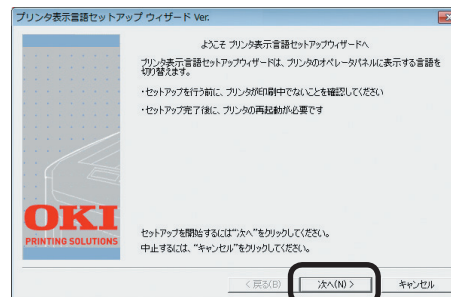 プリンタ表示言語セットアップ ウィザード Ver.
ようこそ プリンタ表示言語セットアップウィザードへ
プリンタ表示言語セットアップウィザードは、プリンタのオペレータパネルに表示する言語を
切り替えます。
・セットアップを行う前に、プリンタが印刷中でないことを確認してください
・セットアップ完了後に、プリンタの再起動が必要です
OKI
PRINTING SOLUTIONS
セットアップを開始するには"次へ"をクリックしてください。
中止するには、"キャンセル"をクリックしてください。
< 戻る(B)
次へ(N) >
キャンセル